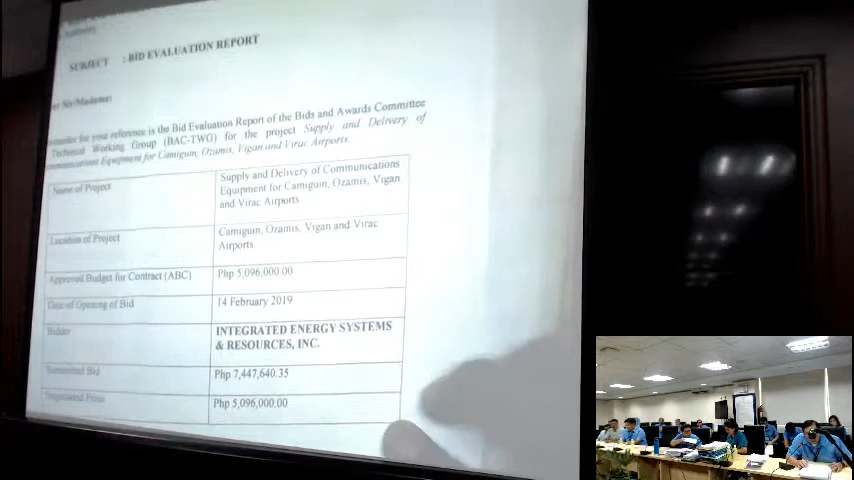 SUBJECT : BID EVALUATION REPORT
Sir/Madame:
for your reference is the Bid Evaluation Report of the Bids and Awards Committee
Technical Working Group (BAC-TWG) for the project Supply and Delivery of
Equipment for Camiguin, Ozamis, Vigan and Virac Airports.
Name of Project
Supply and Delivery of Communications
Equipment for Camiguin, Ozamis, Vigan
and Virac Airports
Location of Project
Camiguin, Ozamis, Vigan and Virac
Airports
Approved Budget for Contract (ABC)
Php 5,096,000.00
Date of Opening of Bid
14 February 2019
Bidder
INTEGRATED ENERGY SYSTEMS
& RESOURCES, INC.
Bid
Php 7,447,640.35
Php 5,096,000.00